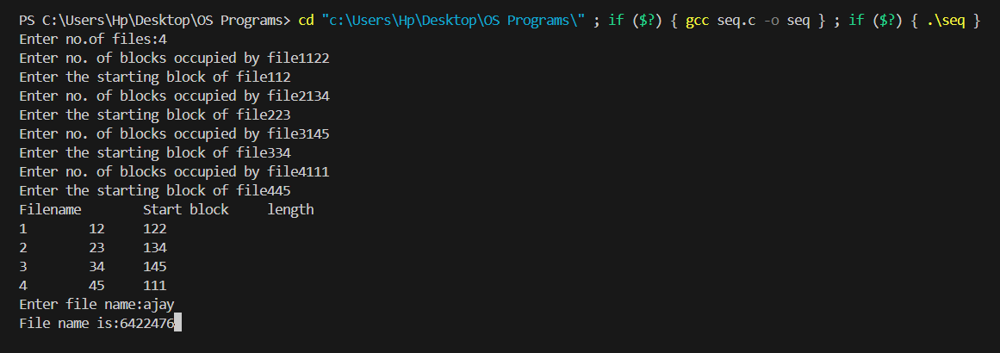 PS C:\Users\Hp\Desktop\OS Programs> cd "c:\Users\Hp\Desktop\OS Programs\" ; if ($?) { gcc seq.c -o seq } ; if ($?) { .\seq }
Enter no.of files:4
Enter no. of blocks occupied by file1122
Enter the starting block of file112
Enter no. of blocks occupied by file2134
Enter the starting block of file223
Enter no. of blocks occupied by file3145
Enter the starting block of file334
Enter no. of blocks occupied by file4111
Enter the starting block of file445
Filename        Start block     length
1        12     122
2        23     134
3        34     145
4        45     111
Enter file name:ajay
File name is:6422476